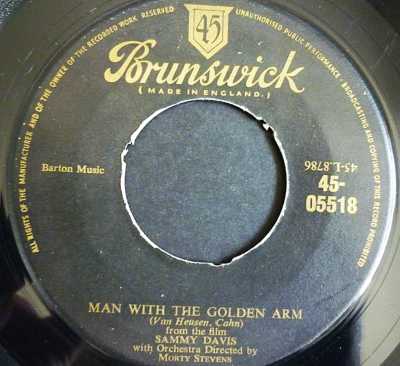 ALL RIGHTS OF THE MANUFACTURER AND OF THE OWNER OF THE RECORDED WORK RESERVED
UNAUTHORISED PUBLIC PERFORMANCE, BROADCASTING AND COPYING OF THIS RECORD PROHIBITED
45
Brunswick
( MADE IN ENGLAND. )
Barton Music
45-L.8786
45-
05518
MAN WITH THE GOLDEN ARM
(Van Heusen, Cahn)
from the film
SAMMY DAVIS
with Orchestra Directed by
MORTY STEVENS